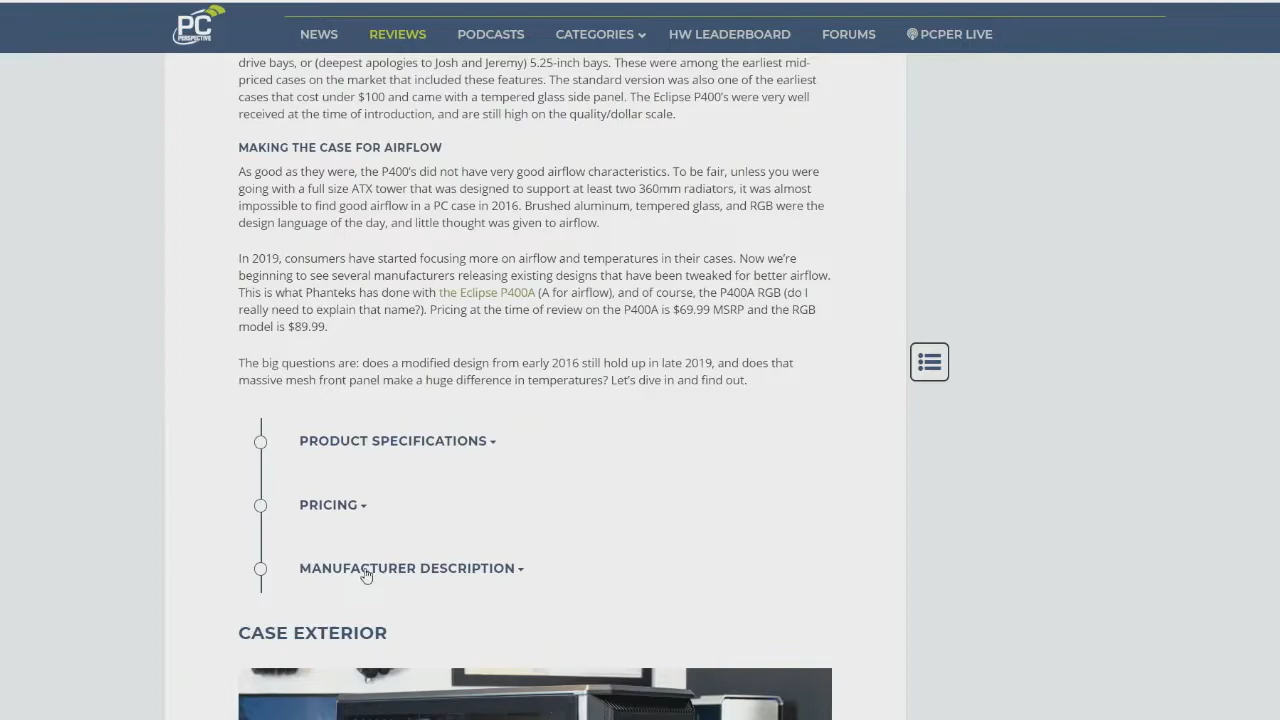 PC
PERSPECTIVE
NEWS
REVIEWS
PODCASTS
CATEGORIES
HW LEADERBOARD
FORUMS
PCPER LIVE
drive bays, or (deepest apologies to Josh and Jeremy) 5.25-inch bays. These were among the earliest mid-
priced cases on the market that included these features. The standard version was also one of the earliest
cases that cost under $100 and came with a tempered glass side panel. The Eclipse P400's were very well
received at the time of introduction, and are still high on the quality/dollar scale.
MAKING THE CASE FOR AIRFLOW
As good as they were, the P400's did not have very good airflow characteristics. To be fair, unless you were
going with a full size ATX tower that was designed to support at least two 360mm radiators, it was almost
impossible to find good airflow in a PC case in 2016. Brushed aluminum, tempered glass, and RGB were the
design language of the day, and little thought was given to airflow.
In 2019, consumers have started focusing more on airflow and temperatures in their cases. Now we're
beginning to see several manufacturers releasing existing designs that have been tweaked for better airflow.
This is what Phanteks has done with the Eclipse P400A (A for airflow), and of course, the P400A RGB (do I
really need to explain that name?). Pricing at the time of review on the P400A is $69.99 MSRP and the RGB
model is $89.99.
The big questions are: does a modified design from early 2016 still hold up in late 2019, and does that
massive mesh front panel make a huge difference in temperatures? Let's dive in and find out.
PRODUCT SPECIFICATIONS
PRICING
MANUFACTURER DESCRIPTION
CASE EXTERIOR